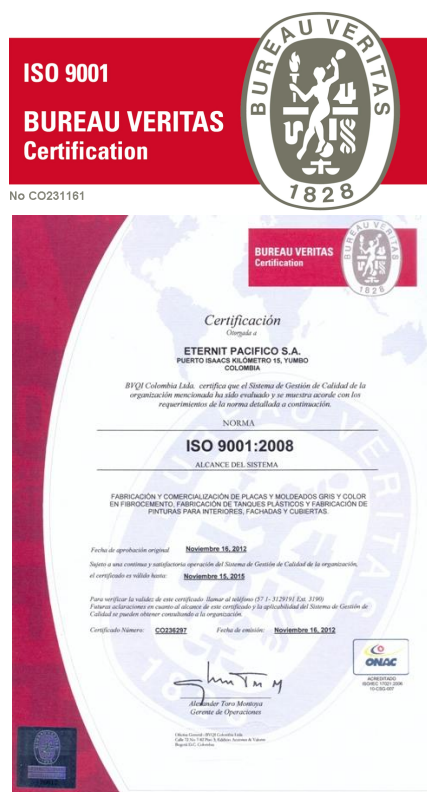 ISO 9001
BUREAU VERITAS
Certification
BUREAU VERITAS
1828
No CO231161
BUREAU VERITAS
Certification
BUREAU VERITAS
1828
Certificación
Otorgada a
ETERNIT PACIFICO S.A.
PUERTO ISAACS KILÓMETRO 15, YUMBO
COLOMBIA
BVQI Colombia Ltda. certifica que el Sistema de Gestión de Calidad de la
organización mencionada ha sido evaluado y se muestra acorde con los
requerimientos de la norma detallada a continuación.
NORMA
ISO 9001:2008
ALCANCE DEL SISTEMA
FABRICACIÓN Y COMERCIALIZACIÓN DE PLACAS Y MOLDEADOS GRIS Y COLOR
EN FIBROCEMENTO, FABRICACIÓN DE TANQUES PLÁSTICOS Y FABRICACIÓN DE
PINTURAS PARA INTERIORES, FACHADAS Y CUBIERTAS.
Fecha de aprobación original Noviembre 16, 2012
Sujeto a una continua y satisfactoria operación del Sistema de Gestión de Calidad de la organización,
el certificado es válido hasta: Noviembre 15, 2015
Para verificar la validez de este certificado llamar al teléfono (57 1- 3129191 Ext. 3190)
Futuras aclaraciones en cuanto al alcance de este certificado y la aplicabilidad del Sistema de Gestión de
Calidad se pueden obtener consultando a la organización.
Certificado Número: CO236297 Fecha de emisión: Noviembre 16, 2012
ONAC
ACREDITADO
Alexander Toro Montoya
Gerente de Operaciones
Bogotá D.C. Colombia